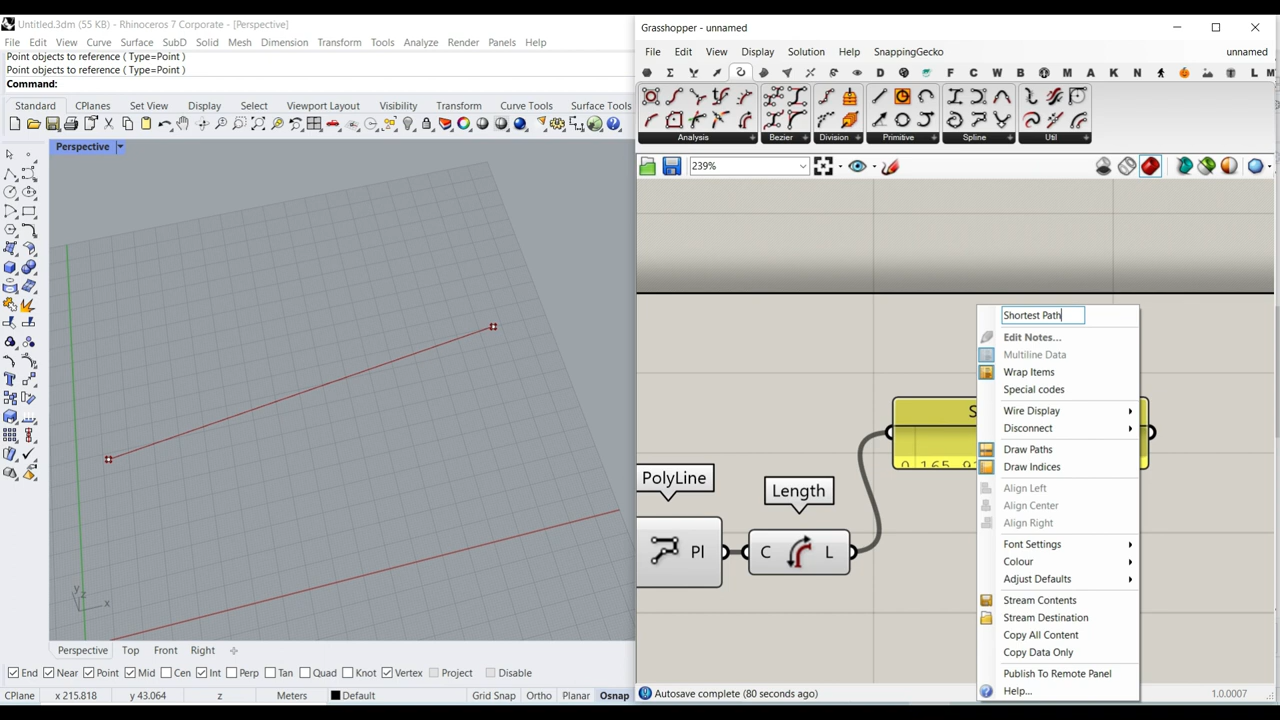 Untitled.3dm (55 KB) - Rhinoceros 7 Corporate - [Perspective]
File Edit View Curve Surface SubD Solid Mesh Dimension Transform Tools Analyze Render Panels Help
Point objects to reference ( Type=Point )
Point objects to reference ( Type=Point )
Command:
Standard CPlanes Set View Display Select Viewport Layout Visibility Transform Curve Tools Surface Tools
Perspective
y
z
x
Perspective Top Front Right
End Near Point Mid Cen Int Perp Tan Quad Knot Vertex Project Disable
CPlane x 215.818 y 43.064 z Meters Default Grid Snap Ortho Planar Osnap
Grasshopper - unnamed
File Edit View Display Solution Help SnappingGecko unnamed
D F C W B M A K N L M
Analysis Bezier Division Primitive Spline Util
239%
PolyLine
Pl
Length
C L
S
Shortest Path
Edit Notes...
Multiline Data
Wrap Items
Special codes
Wire Display
Disconnect
Draw Paths
Draw Indices
Align Left
Align Center
Align Right
Font Settings
Colour
Adjust Defaults
Stream Contents
Stream Destination
Copy All Content
Copy Data Only
Publish To Remote Panel
Help...
Autosave complete (80 seconds ago) 1.0.0007